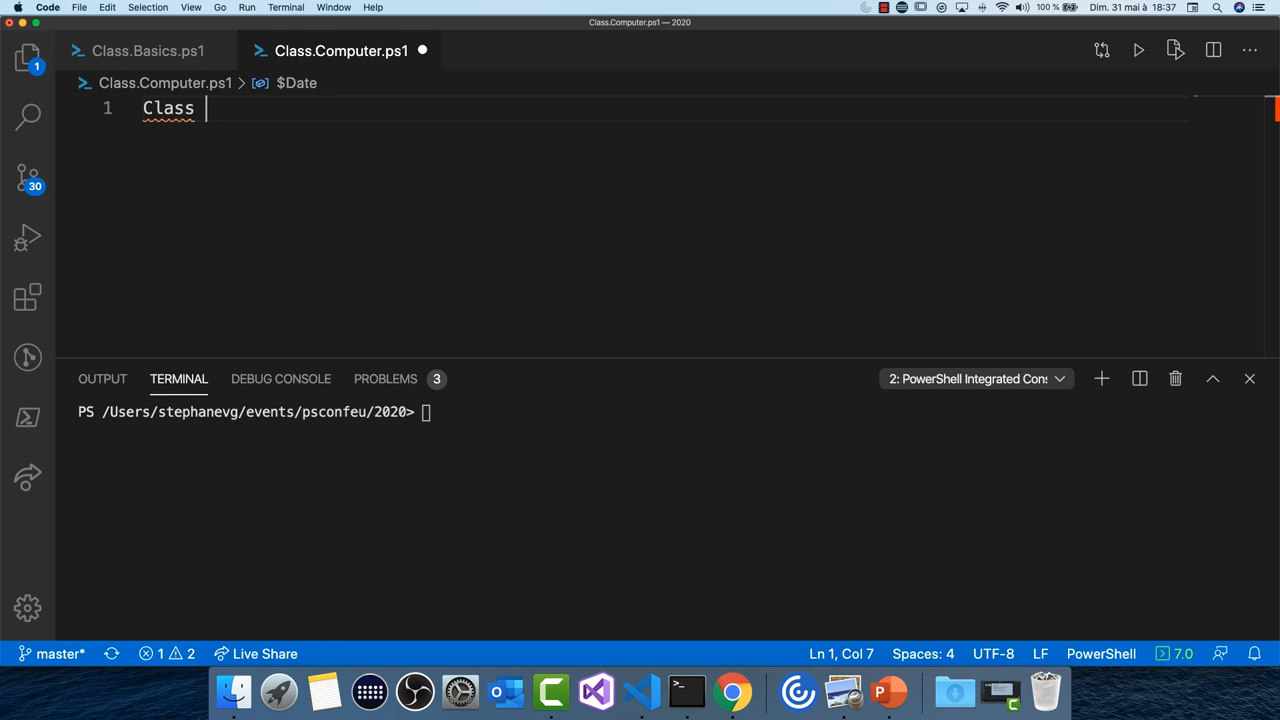 Code File Edit Selection View Go Run Terminal Window Help 100 % Dim. 31 mai à 18:37
Class.Computer.ps1 — 2020
Class.Basics.ps1 Class.Computer.ps1
Class.Computer.ps1 > $Date
1 Class
1
30
OUTPUT TERMINAL DEBUG CONSOLE PROBLEMS 3 2: PowerShell Integrated Cons
PS /Users/stephanevg/events/psconfeu/2020>
master* 1 2 Live Share Ln 1, Col 7 Spaces: 4 UTF-8 LF PowerShell 7.0